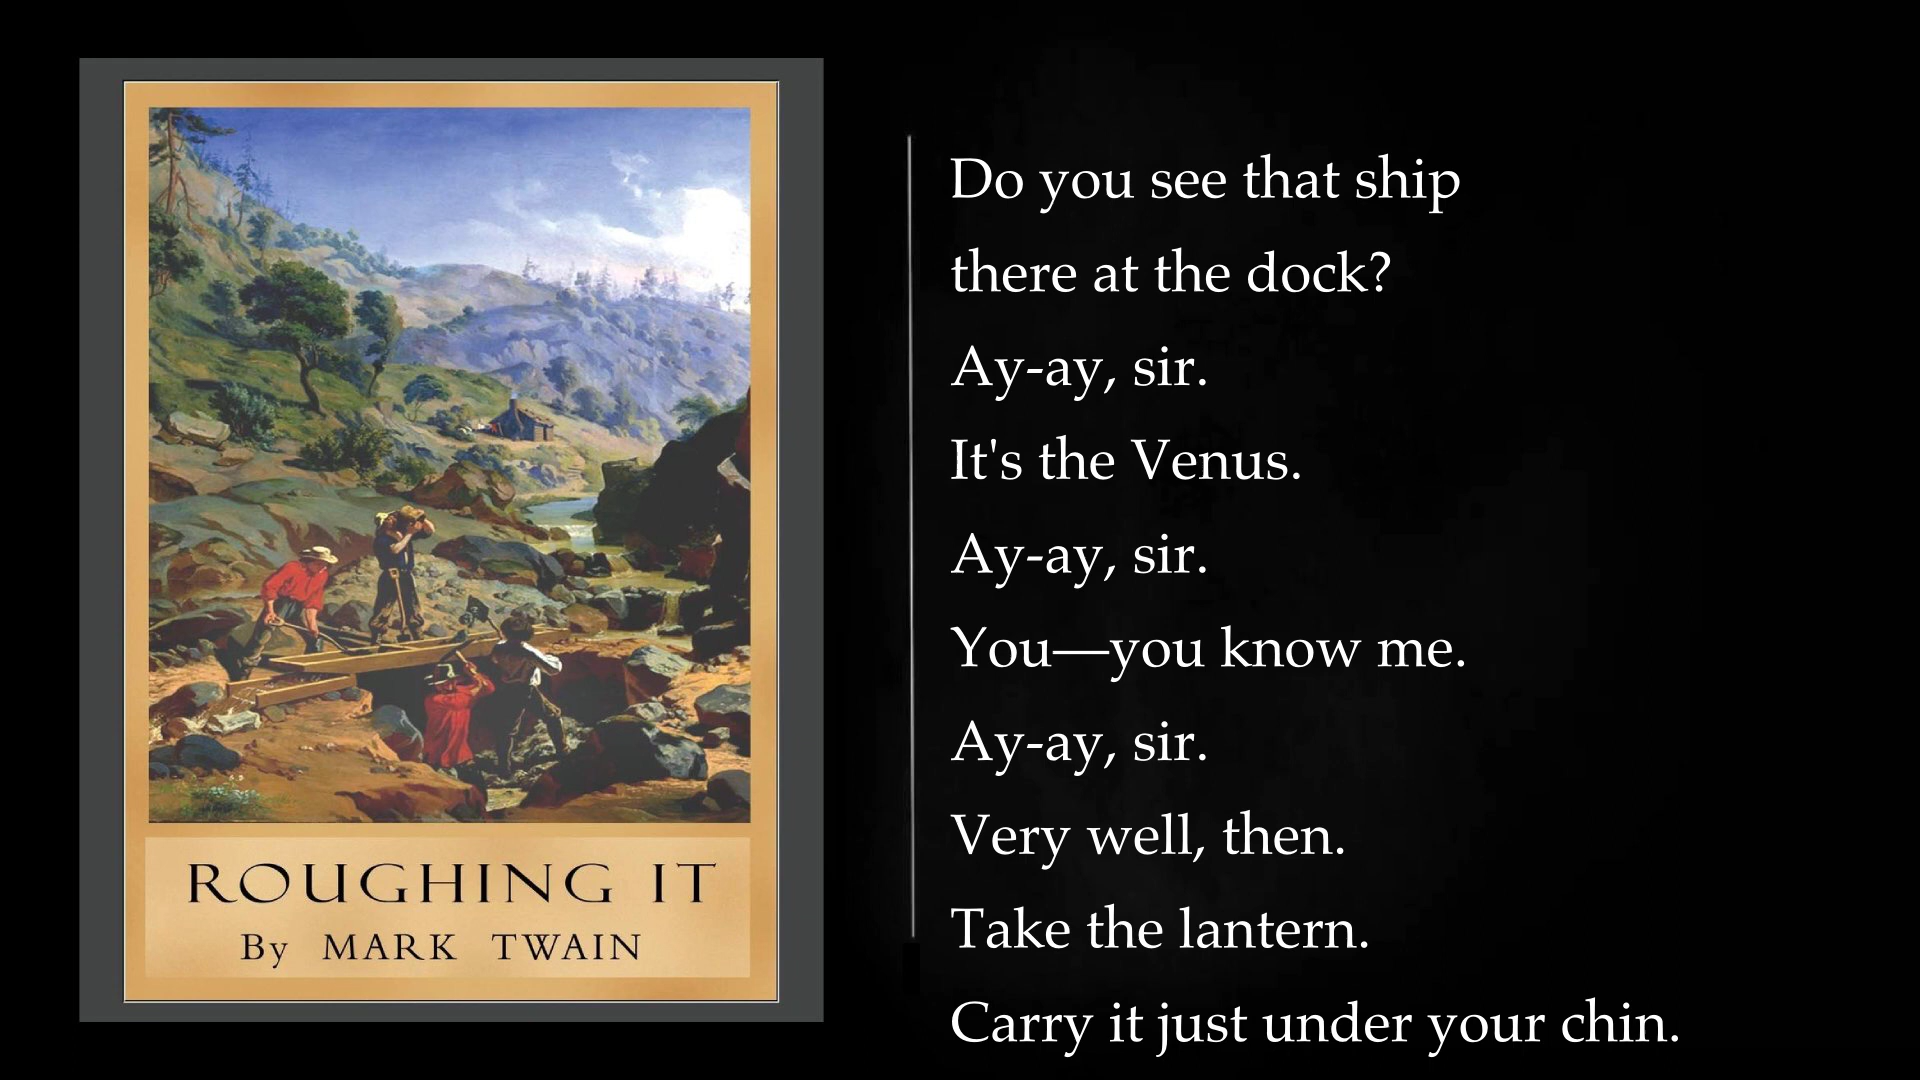 ROUGHING IT
By MARK TWAIN
Do you see that ship
there at the dock?
Ay-ay, sir.
It's the Venus.
Ay-ay, sir.
You—you know me.
Ay-ay, sir.
Very well, then.
Take the lantern.
Carry it just under your chin.